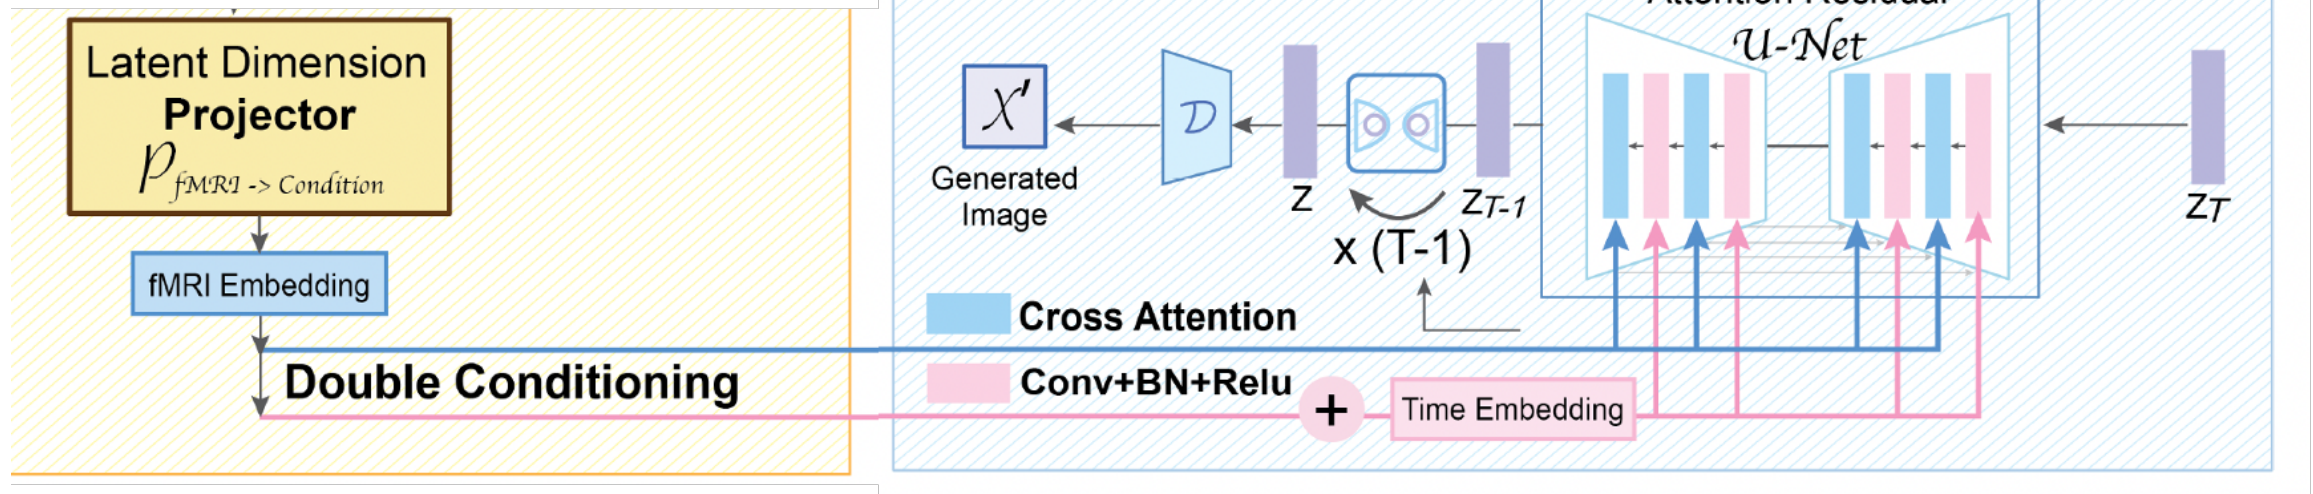 Latent Dimension
Projector
P fMRI -> Condition
fMRI Embedding
Double Conditioning
X'
Generated
Image
D
Z
x (T-1)
ZT-1
Attention Residual
U-Net
ZT
Cross Attention
Conv+BN+Relu
+
Time Embedding